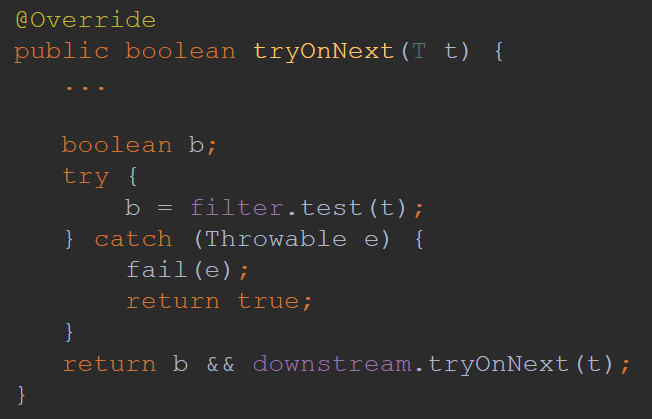 @Override
public boolean tryOnNext(T t) {
...
boolean b;
try {
b = filter.test(t);
} catch (Throwable e) {
fail(e);
return true;
}
return b && downstream.tryOnNext(t);
}